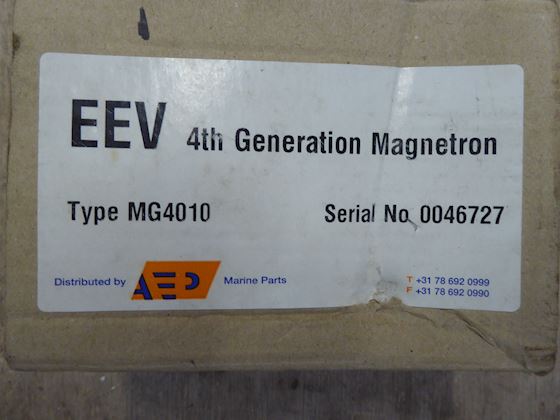 EEV 4th Generation Magnetron
Type MG4010 Serial No. 0046727
Distributed by AEP Marine Parts
T +31 78 692 0999
F +31 78 692 0990